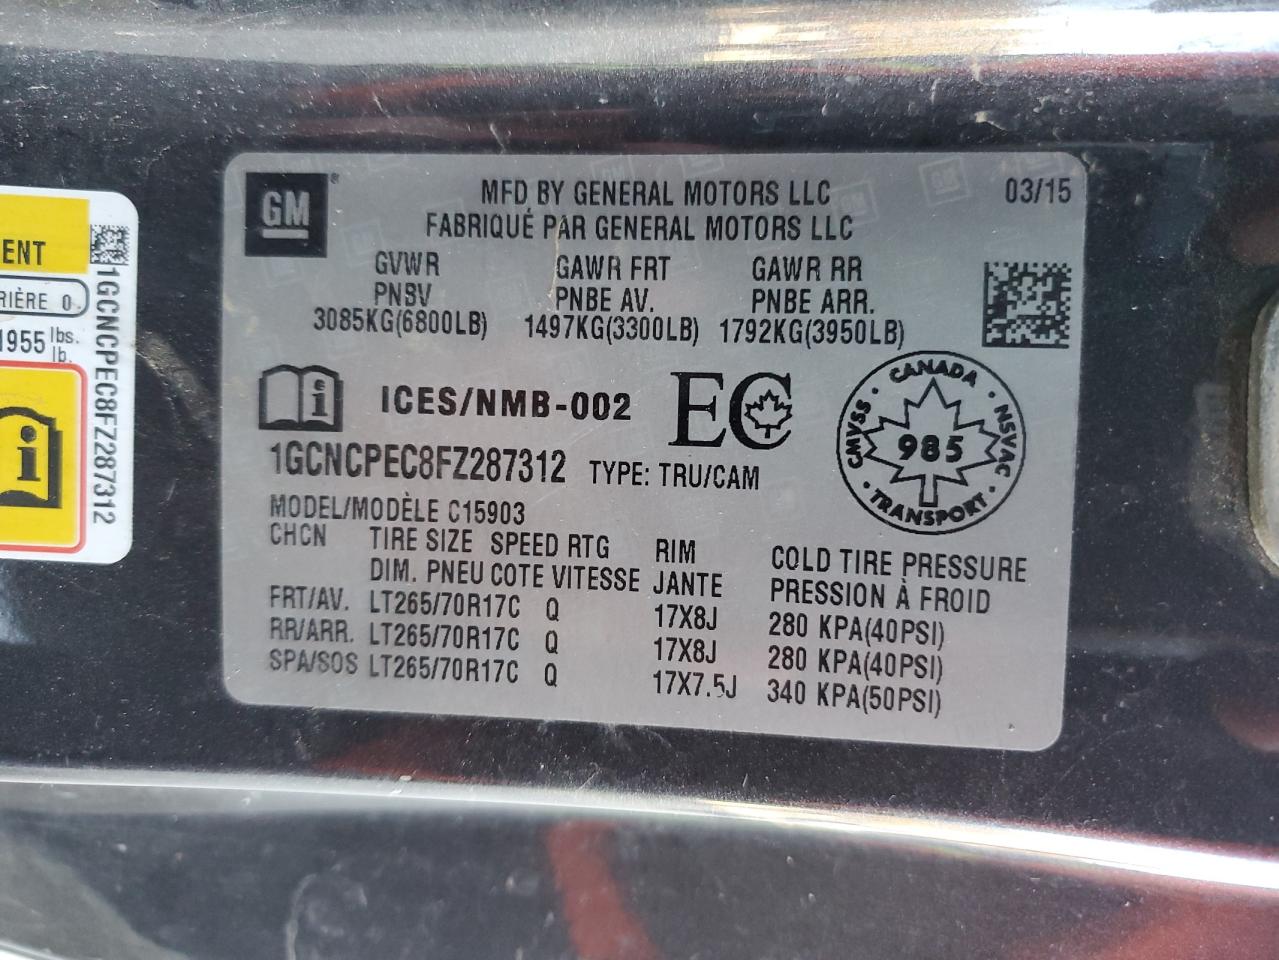 ENT
RIÈRE 0
1955 lbs.
lb.
1GCNCPEC8FZ287312
GM
MFD BY GENERAL MOTORS LLC 03/15
FABRIQUÉ PAR GENERAL MOTORS LLC
GVWR GAWR FRT GAWR RR
PNBV PNBE AV. PNBE ARR.
3085KG(6800LB) 1497KG(3300LB) 1792KG(3950LB)
i ICES/NMB-002 EC
CANADA
CMVSS 985 NSVAC
TRANSPORT
1GCNCPEC8FZ287312 TYPE: TRU/CAM
MODEL/MODÈLE C15903
CHCN TIRE SIZE SPEED RTG RIM COLD TIRE PRESSURE
DIM. PNEU COTE VITESSE JANTE PRESSION À FROID
FRT/AV. LT265/70R17C Q 17X8J 280 KPA(40PSI)
RR/ARR. LT265/70R17C Q 17X8J 280 KPA(40PSI)
SPA/SOS LT265/70R17C Q 17X7.5J 340 KPA(50PSI)